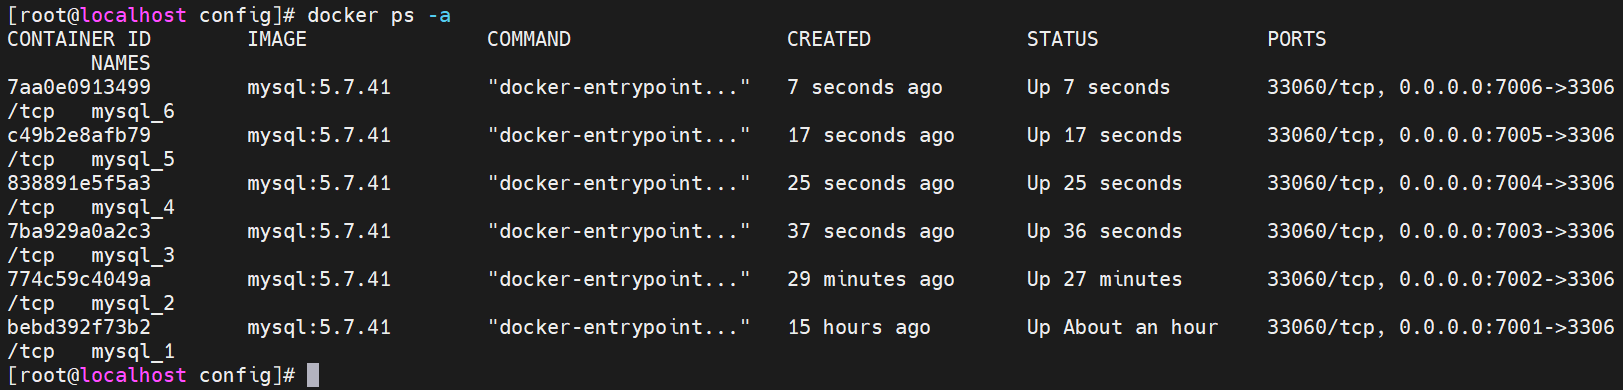 [root@localhost config]# docker ps -a
CONTAINER ID        IMAGE               COMMAND                  CREATED             STATUS              PORTS
       NAMES
7aa0e0913499        mysql:5.7.41        "docker-entrypoint..."   7 seconds ago       Up 7 seconds        33060/tcp, 0.0.0.0:7006->3306
/tcp   mysql_6
c49b2e8afb79        mysql:5.7.41        "docker-entrypoint..."   17 seconds ago      Up 17 seconds       33060/tcp, 0.0.0.0:7005->3306
/tcp   mysql_5
838891e5f5a3        mysql:5.7.41        "docker-entrypoint..."   25 seconds ago      Up 25 seconds       33060/tcp, 0.0.0.0:7004->3306
/tcp   mysql_4
7ba929a0a2c3        mysql:5.7.41        "docker-entrypoint..."   37 seconds ago      Up 36 seconds       33060/tcp, 0.0.0.0:7003->3306
/tcp   mysql_3
774c59c4049a        mysql:5.7.41        "docker-entrypoint..."   29 minutes ago      Up 27 minutes       33060/tcp, 0.0.0.0:7002->3306
/tcp   mysql_2
bebd392f73b2        mysql:5.7.41        "docker-entrypoint..."   15 hours ago        Up About an hour    33060/tcp, 0.0.0.0:7001->3306
/tcp   mysql_1
[root@localhost config]#